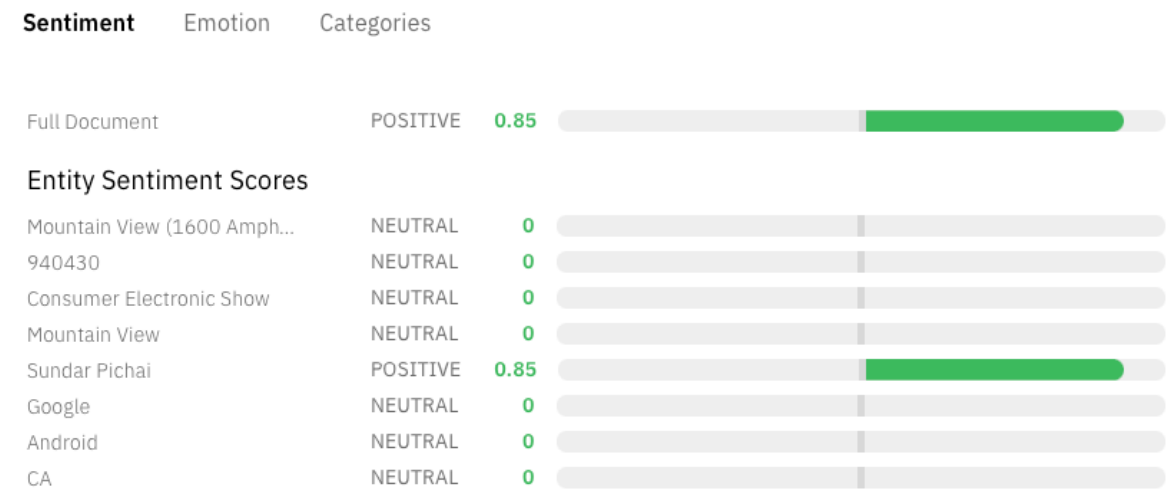 Sentiment Emotion Categories
Full Document POSITIVE 0.85
Entity Sentiment Scores
Mountain View (1600 Amph... NEUTRAL 0
940430 NEUTRAL 0
Consumer Electronic Show NEUTRAL 0
Mountain View NEUTRAL 0
Sundar Pichai POSITIVE 0.85
Google NEUTRAL 0
Android NEUTRAL 0
CA NEUTRAL 0